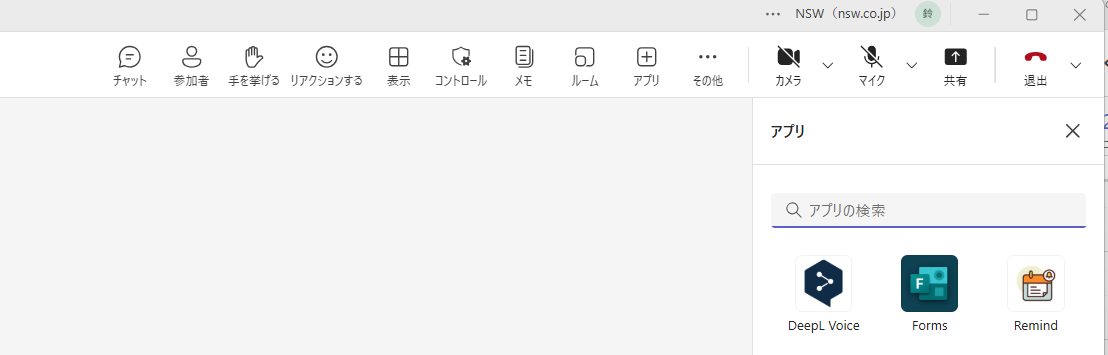 NSW（nsw.co.jp）
鈴
チャット 参加者 手を挙げる リアクションする 表示 コントロール メモ ルーム アプリ その他 カメラ マイク 共有 退出
アプリ
アプリの検索
F
DeepL Voice Forms Remind